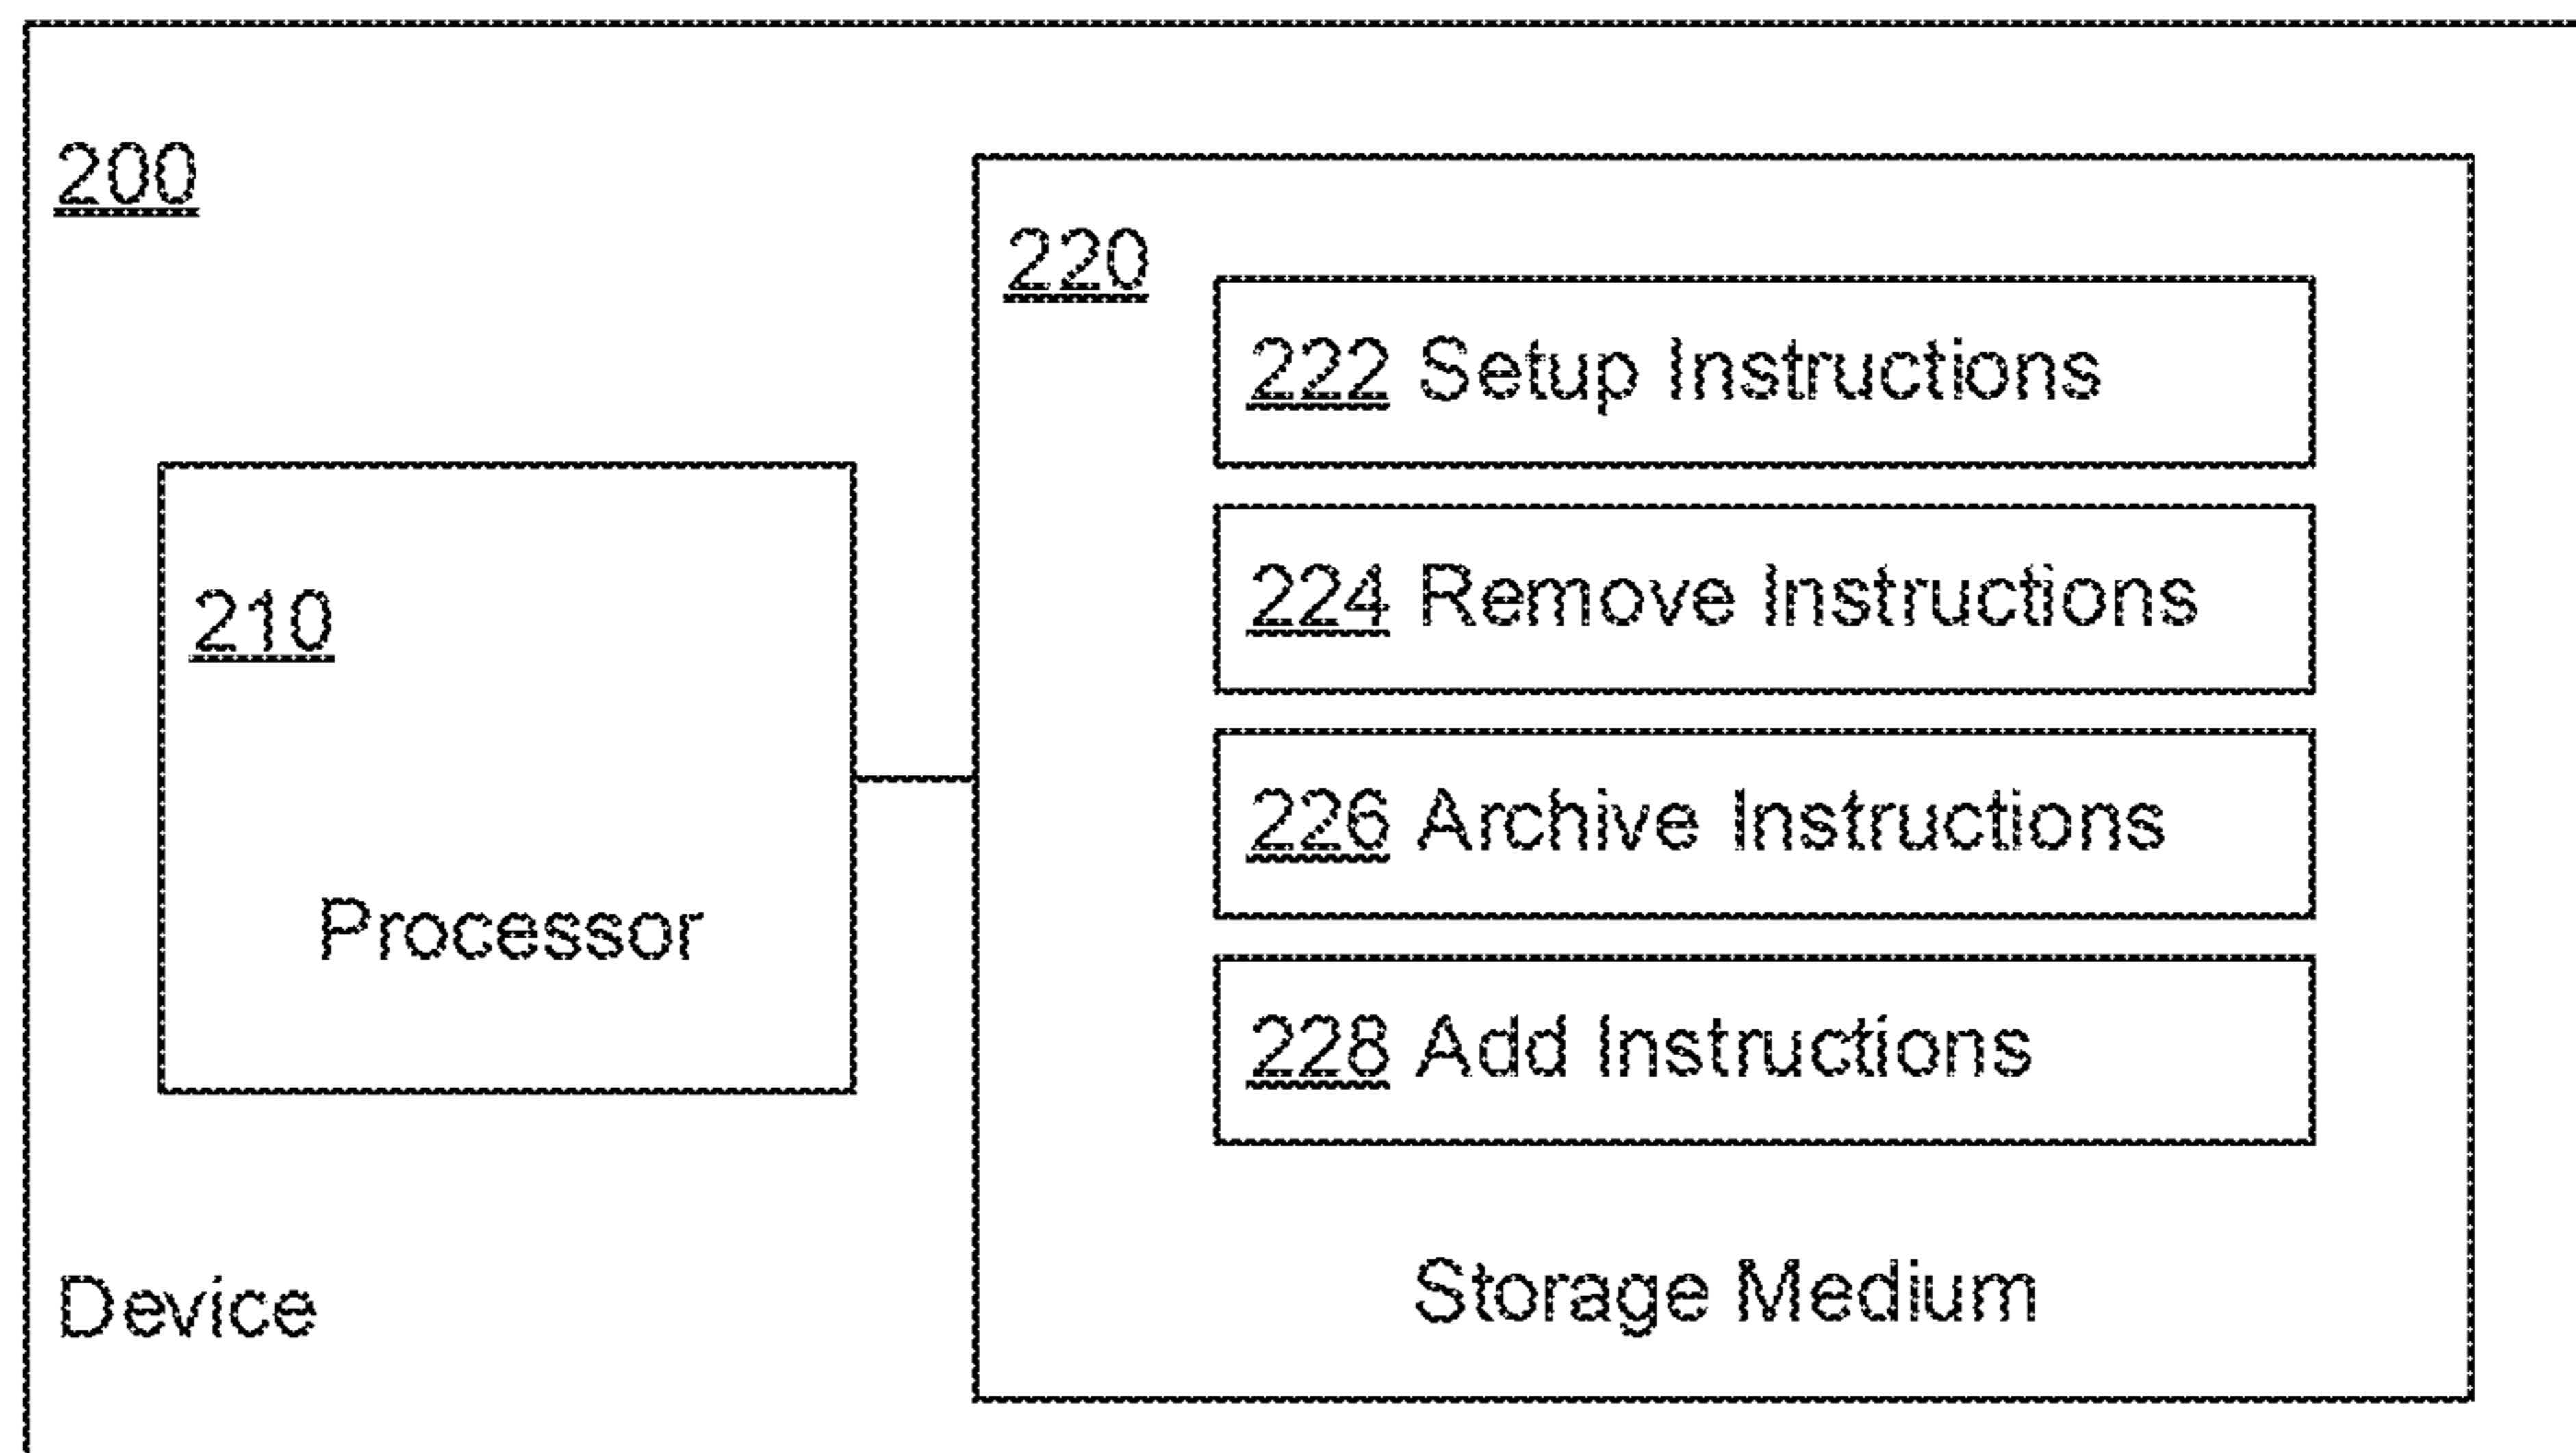 200
220
222 Setup Instructions
224 Remove Instructions
210
226 Archive Instructions
Processor
228 Add Instructions
Device
Storage Medium